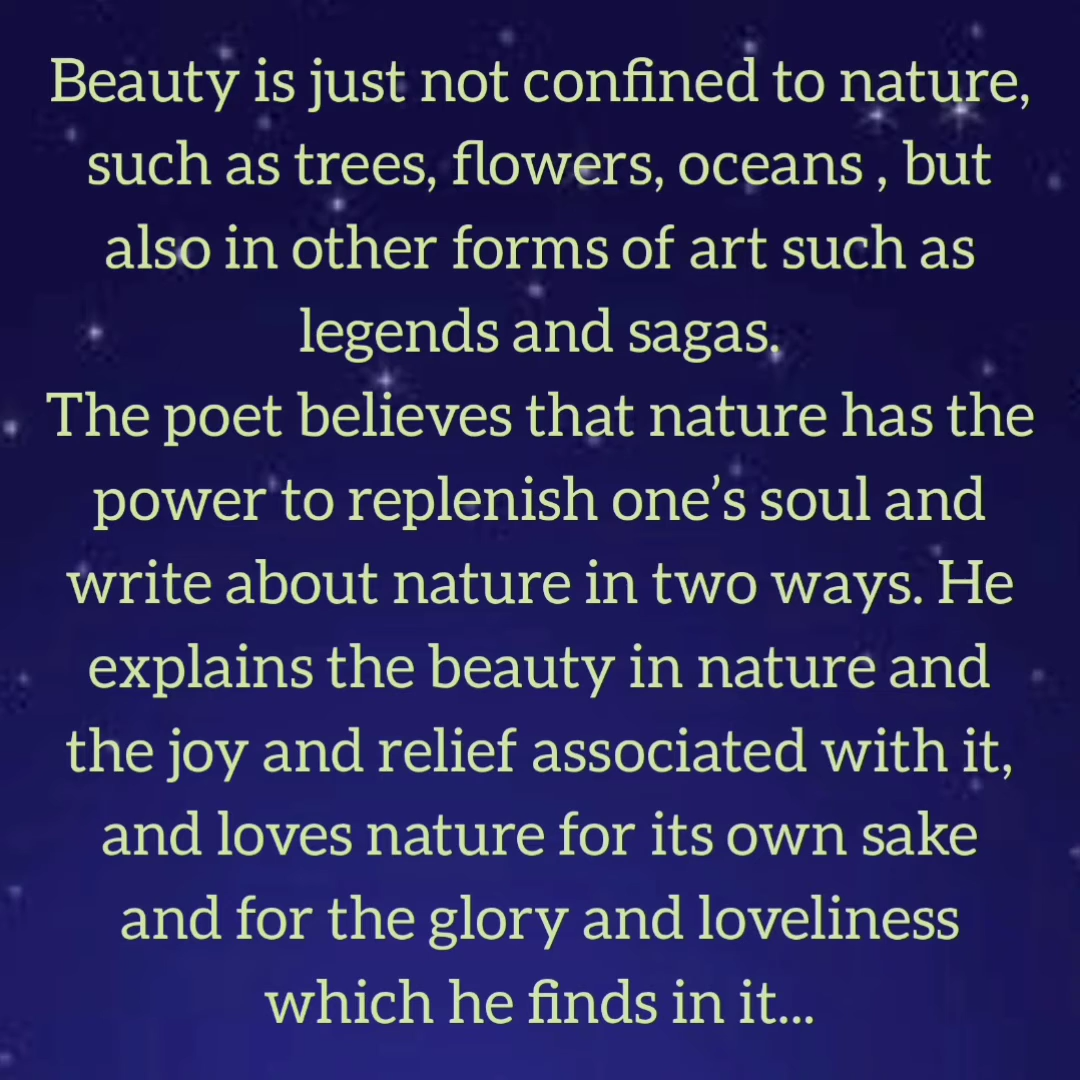 Beauty is just not confined to nature,
such as trees, flowers, oceans , but
also in other forms of art such as
legends and sagas.
The poet believes that nature has the
power to replenish one’s soul and
write about nature in two ways. He
explains the beauty in nature and
the joy and relief associated with it,
and loves nature for its own sake
and for the glory and loveliness
which he finds in it...